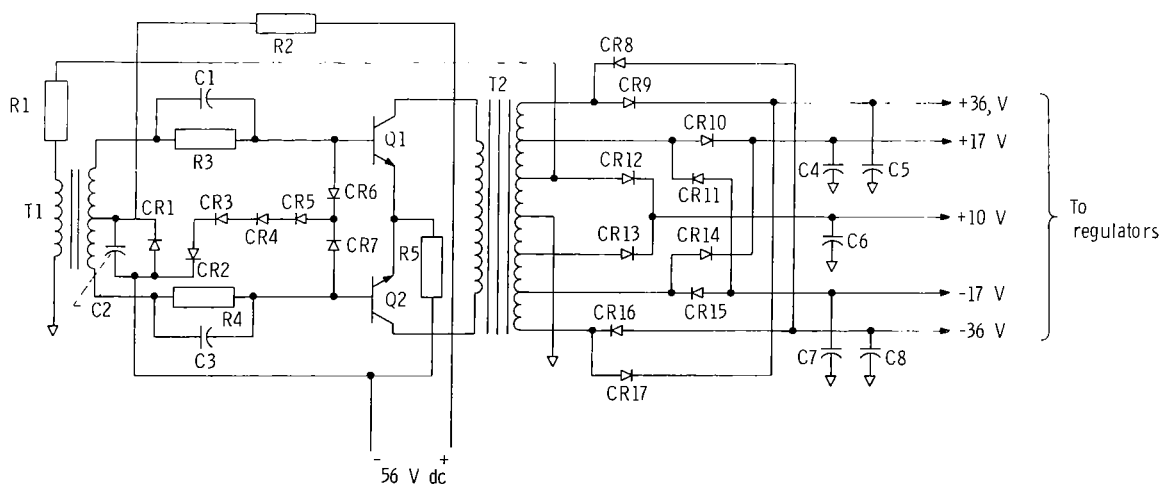 R2
CR8
R1
C1
T2
CR9
+36, V
Q1
CR10
+17 V
R3
CR12
C4
C5
CR6
CR11
T1
CR1
CR3
CR5
+10 V
To
regulators
CR4
CR7
R5
CR13
CR14
C6
CR2
Q2
-17 V
C2
R4
CR16
CR15
-36 V
C3
C7
C8
CR17
- +
56 V dc